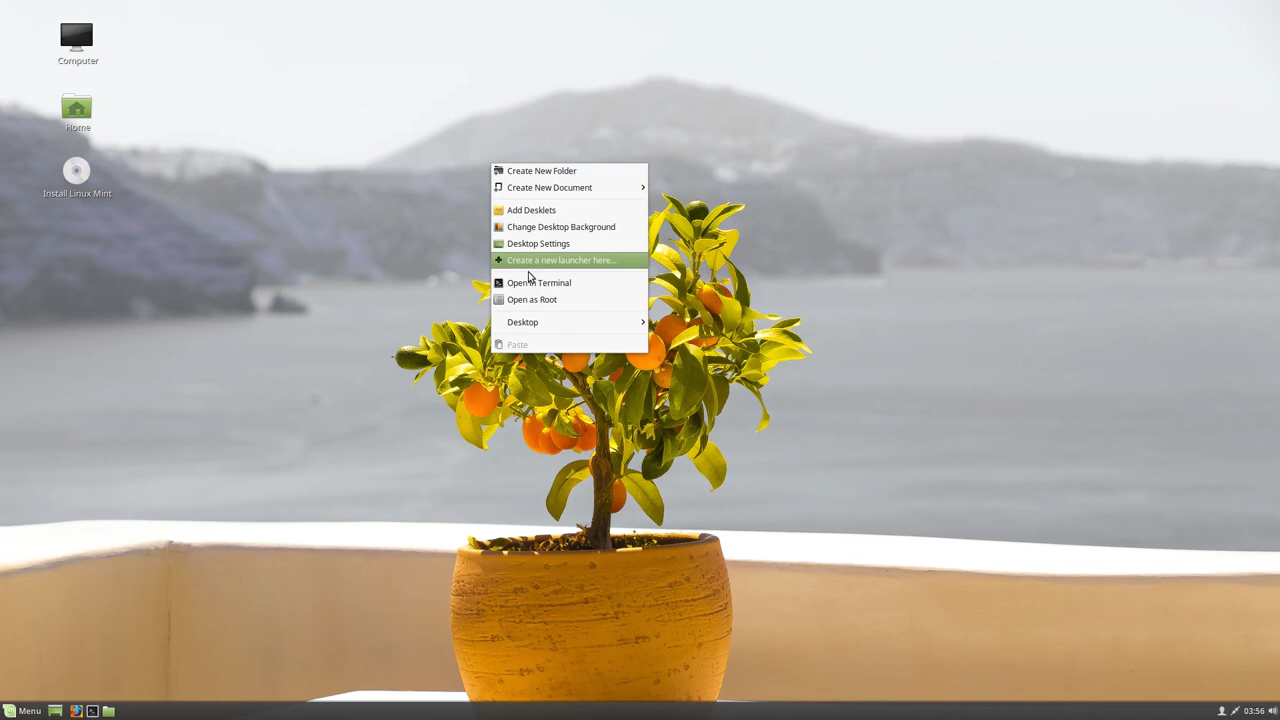 Computer
Home
Install Linux Mint
Create New Folder
Create New Document
Add Desklets
Change Desktop Background
Desktop Settings
Create a new launcher here...
Open in Terminal
Open as Root
Desktop
Paste
Menu
03:56